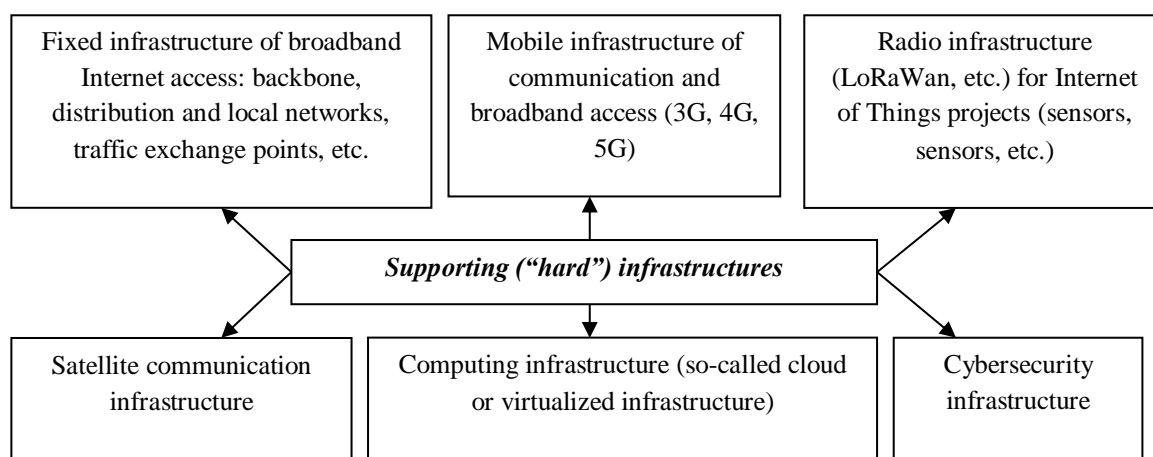 Fixed infrastructure of broadband
Internet access: backbone,
distribution and local networks,
traffic exchange points, etc.
Mobile infrastructure of
communication and
broadband access (3G, 4G,
5G)
Radio infrastructure
(LoRaWan, etc.) for Internet
of Things projects (sensors,
sensors, etc.)
Supporting (“hard”) infrastructures
Satellite communication
infrastructure
Computing infrastructure (so-called cloud
or virtualized infrastructure)
Cybersecurity
infrastructure